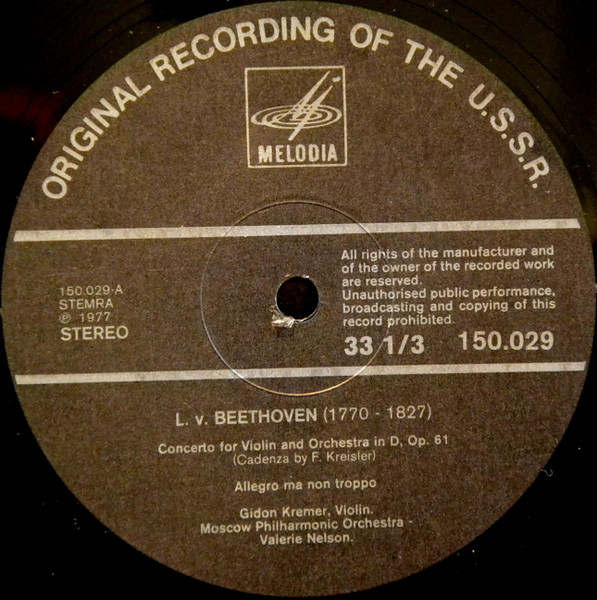 ORIGINAL RECORDING OF THE U.S.S.R.
MELODIA
150.029-A
STEMRA
℗ 1977
STEREO
All rights of the manufacturer and
of the owner of the recorded work
are reserved.
Unauthorised public performance,
broadcasting and copying of this
record prohibited.
33 1/3 150.029
L. v. BEETHOVEN (1770 - 1827)
Concerto for Violin and Orchestra in D, Op. 61
(Cadenza by F. Kreisler)
Allegro ma non troppo
Gidon Kremer, Violin.
Moscow Philharmonic Orchestra -
Valerie Nelson.